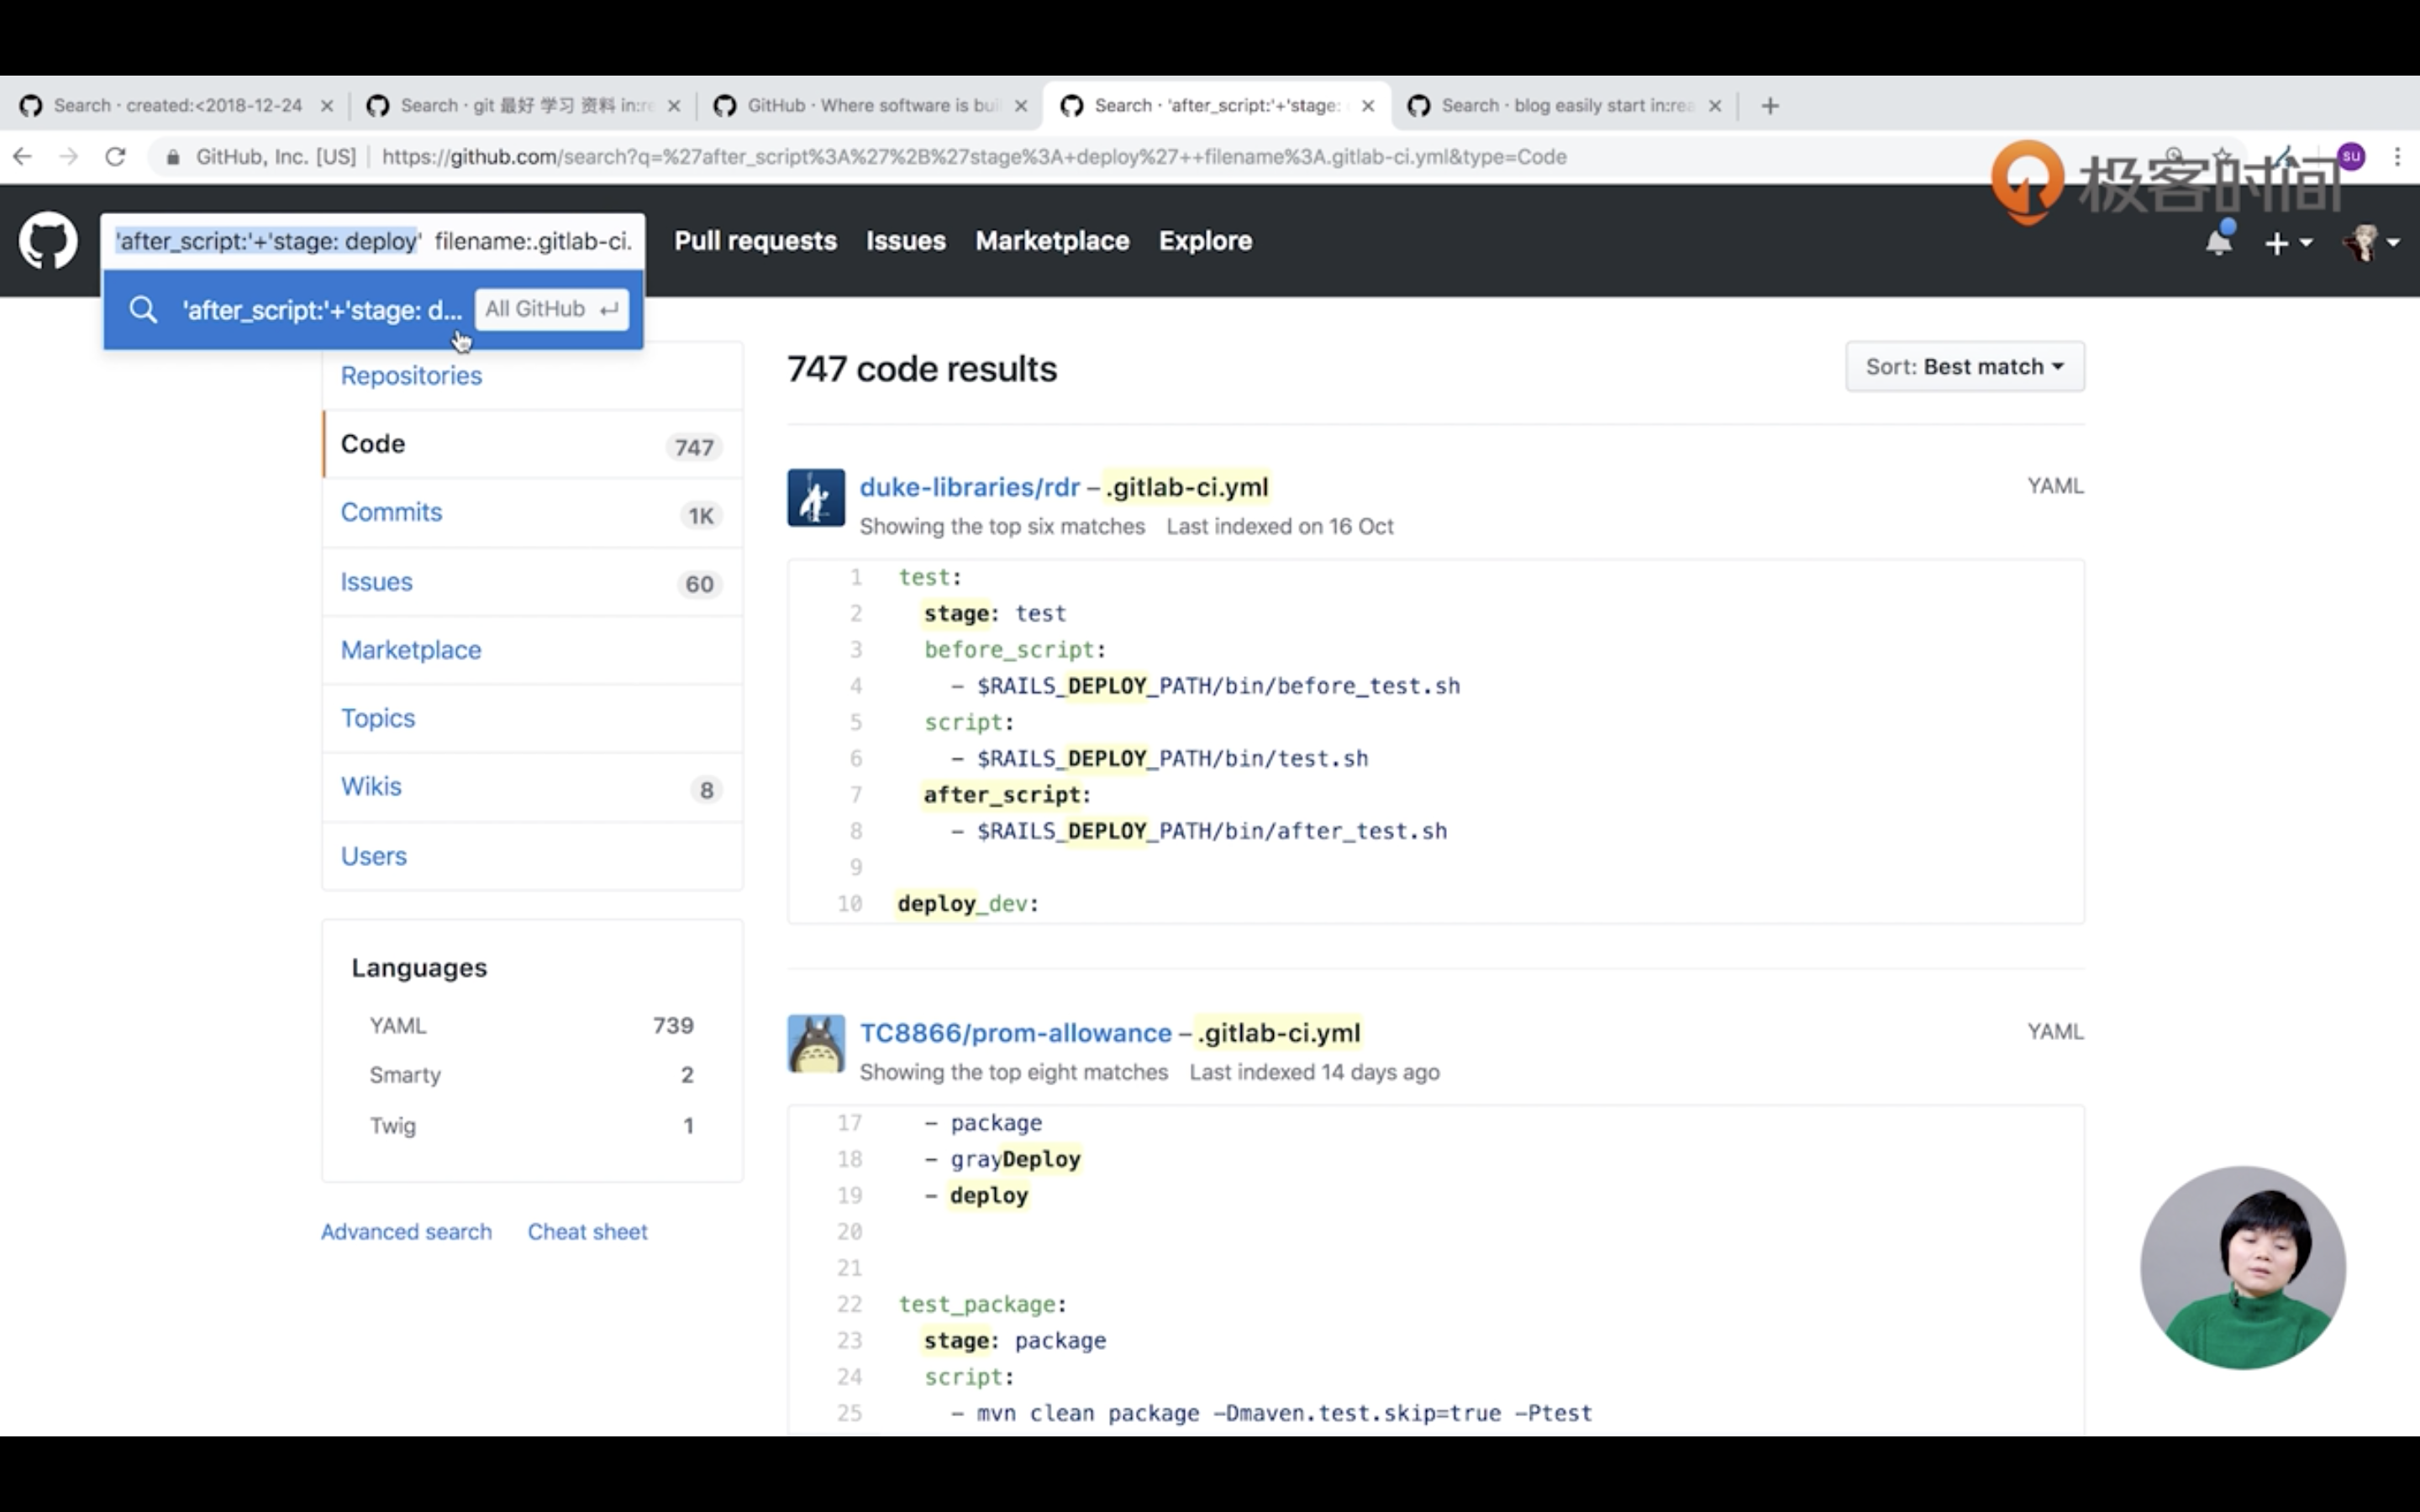 Search · created:<2018-12-24
Search · git 最好 学习 资料 in:re
GitHub · Where software is bui
Search · 'after_script:'+'stage:
Search · blog easily start in:rea
GitHub, Inc. [US] https://github.com/search?q=%27after_script%3A%27%2B%27stage%3A+deploy%27++filename%3A.gitlab-ci.yml&type=Code
SU
极客时间
'after_script:'+'stage: deploy' filename:.gitlab-ci.
Pull requests Issues Marketplace Explore
'after_script:'+'stage: d... All GitHub
Repositories
Code 747
Commits 1K
Issues 60
Marketplace
Topics
Wikis 8
Users
Languages
YAML 739
Smarty 2
Twig 1
Advanced search Cheat sheet
747 code results
Sort: Best match
duke-libraries/rdr – .gitlab-ci.yml
YAML
Showing the top six matches Last indexed on 16 Oct
1 test:
2 stage: test
3 before_script:
4 - $RAILS_DEPLOY_PATH/bin/before_test.sh
5 script:
6 - $RAILS_DEPLOY_PATH/bin/test.sh
7 after_script:
8 - $RAILS_DEPLOY_PATH/bin/after_test.sh
9
10 deploy_dev:
TC8866/prom-allowance – .gitlab-ci.yml
YAML
Showing the top eight matches Last indexed 14 days ago
17 - package
18 - grayDeploy
19 - deploy
20
21
22 test_package:
23 stage: package
24 script:
25 - mvn clean package -Dmaven.test.skip=true -Ptest